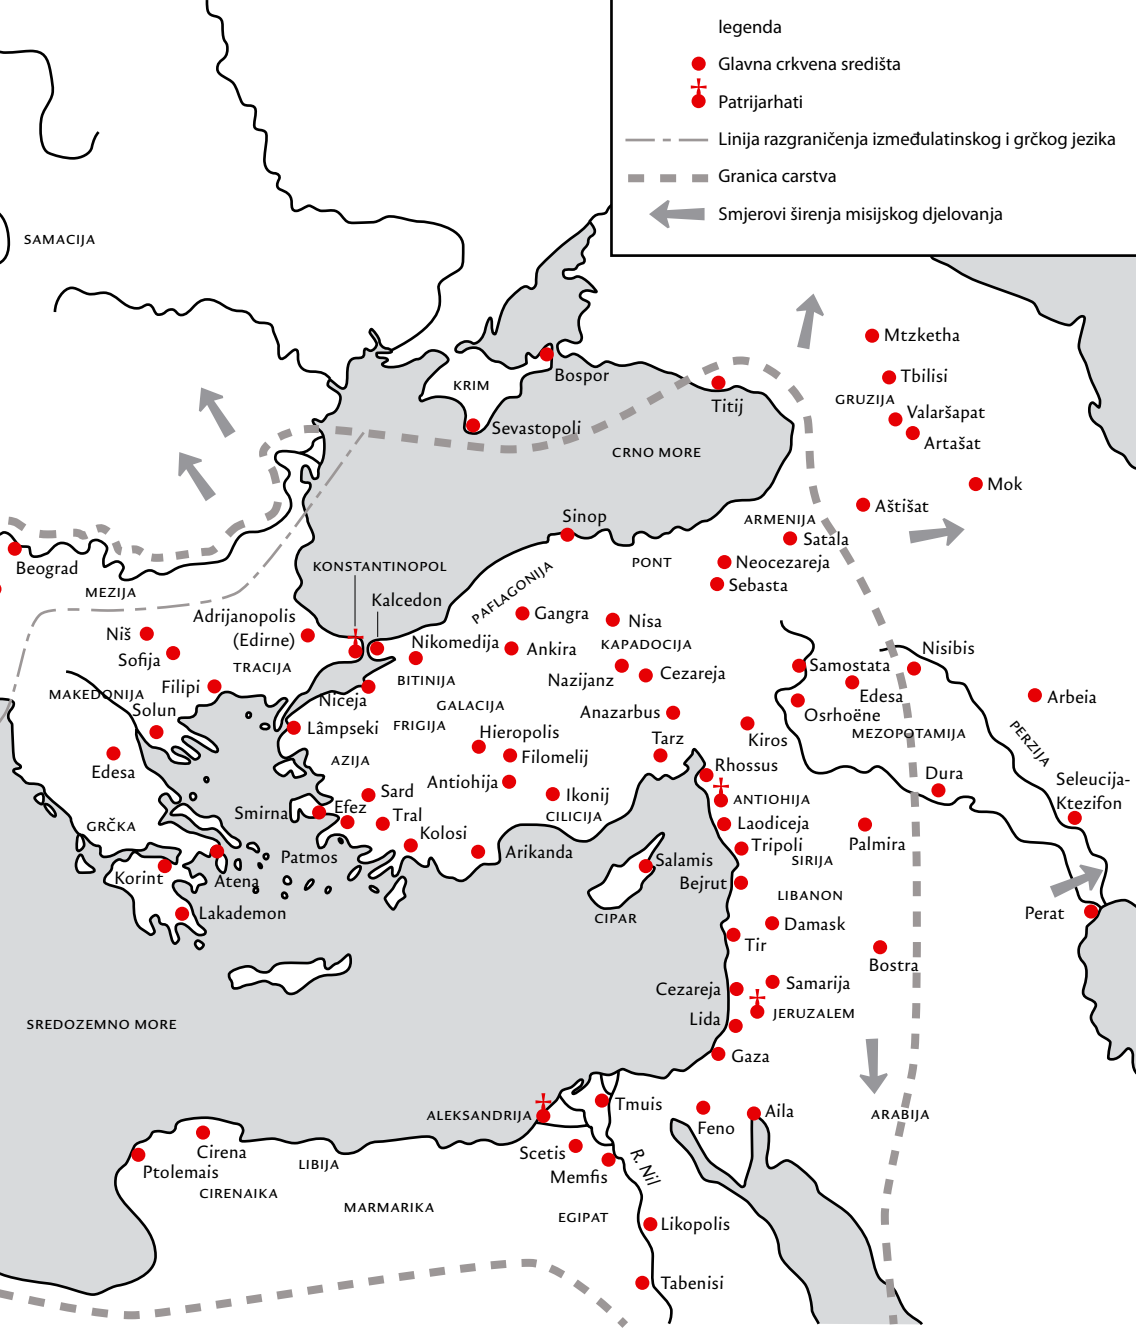 legenda
Glavna crkvena središta
Patrijarhati
Linija razgraničenja izmeđulatinskog i grčkog jezika
Granica carstva
Smjerovi širenja misijskog djelovanja
SAMACIJA
Mtzketha
Bospor
Tbilisi
KRIM
Titij
GRUZIJA
Valaršapat
Sevastopoli
Artašat
CRNO MORE
Mok
Aštišat
Sinop
ARMENIJA
Satala
Beograd
KONSTANTINOPOL
PONT
Neocezareja
MEZIJA
PAFLAGONIJA
Sebasta
Kalcedon
Adrijanopolis
(Edirne)
Gangra
Nisa
Niš
Nikomedija
Ankira
KAPADOCIJA
Nisibis
Sofija
TRACIJA
BITINIJA
Nazijanz
Cezareja
Samostata
Filipi
MAKEDONIJA
Niceja
Edesa
Arbeia
Solun
GALACIJA
Anazarbus
Osrhoëne
Lâmpseki
FRIGIJA
Hieropolis
Tarz
Kiros
MEZOPOTAMIJA
PERZIJA
Edesa
AZIJA
Filomelij
Rhossus
Dura
Seleucija-
Ktezifon
Antiohija
Sard
Ikonij
ANTIOHIJA
Smirna
Efez
Tral
CILICIJA
Laodiceja
GRČKA
Kolosi
Tripoli
Palmira
Patmos
Arikanda
Salamis
SIRIJA
Korint
Atena
Bejrut
LIBANON
Lakademon
CIPAR
Damask
Perat
Tir
Bostra
Cezareja
Samarija
SREDOZEMNO MORE
Lida
JERUZALEM
Gaza
ALEKSANDRIJA
Tmuis
Aila
ARABIJA
Feno
Cirena
Scetis
Ptolemais
LIBIJA
Memfis
R. Nil
CIRENAIKA
MARMARIKA
EGIPAT
Likopolis
Tabenisi